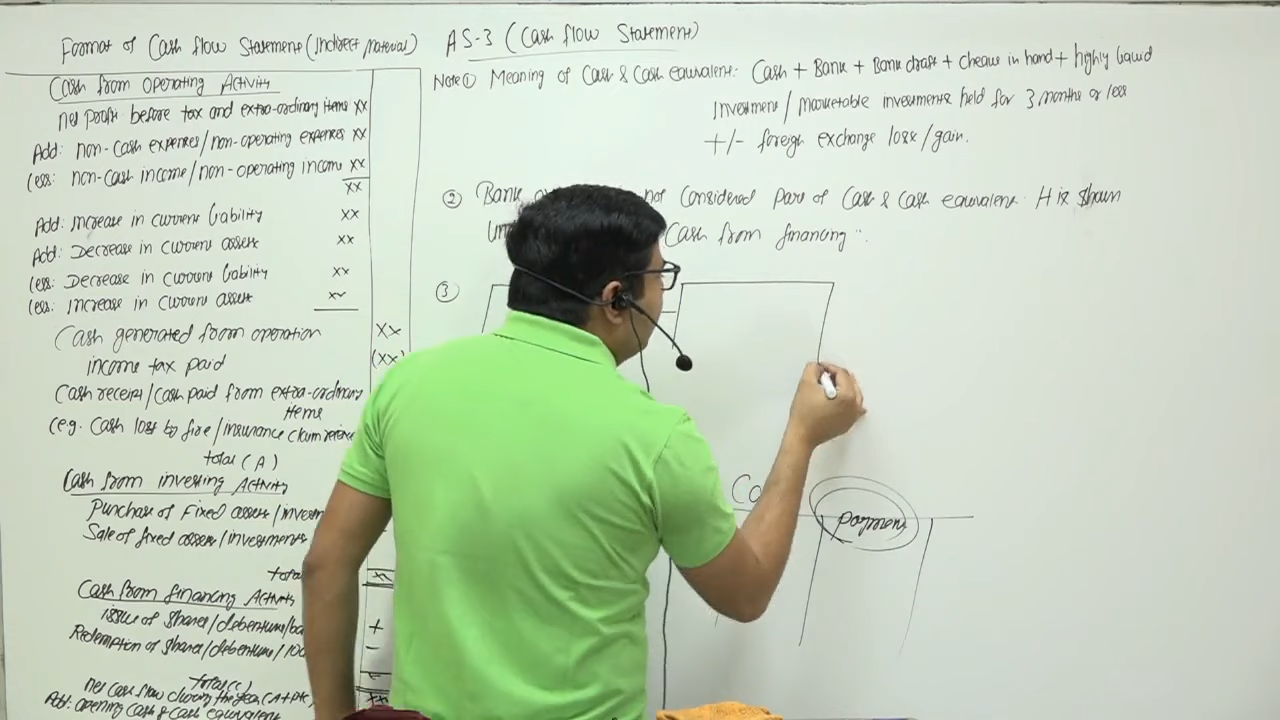 Format of Cash flow Statement (Indirect Material)
Cash from operating Activity
Net profit before tax and extra-ordinary items xx
Add: non-cash expenses/non-operating expenses xx
Less: non-cash income/non-operating income xx
xx
Add: Increase in current liability xx
Add: Decrease in current assets xx
Less: Decrease in current liability xx
Less: Increase in current assets xx
Cash generated from operation xx
income tax paid (xx)
Cash receipt/Cash paid from extra-ordinary
items
(eg. Cash loss by fire/insurance claim
total (A)
Cash from investing Activity
Purchase of Fixed assets/
Sale of fixed assets/investments
total xx
Cash from financing Activity
issue of shares/debenture/ +
Redemption of shares/debenture/ -
total(c)
Net cash flow during the year
Add: opening cash & cash equivalent
AS-3 (Cash flow Statement)
Note ① Meaning of Cash & Cash equivalent: Cash + Bank + Bank draft + cheque in hand + highly liquid
Investment / marketable investments held for 3 months or less
+/- foreign exchange loss/gain.
② Bank not Considered part of Cash & Cash equivalent. It is shown
Cash from financing".
③
Payment